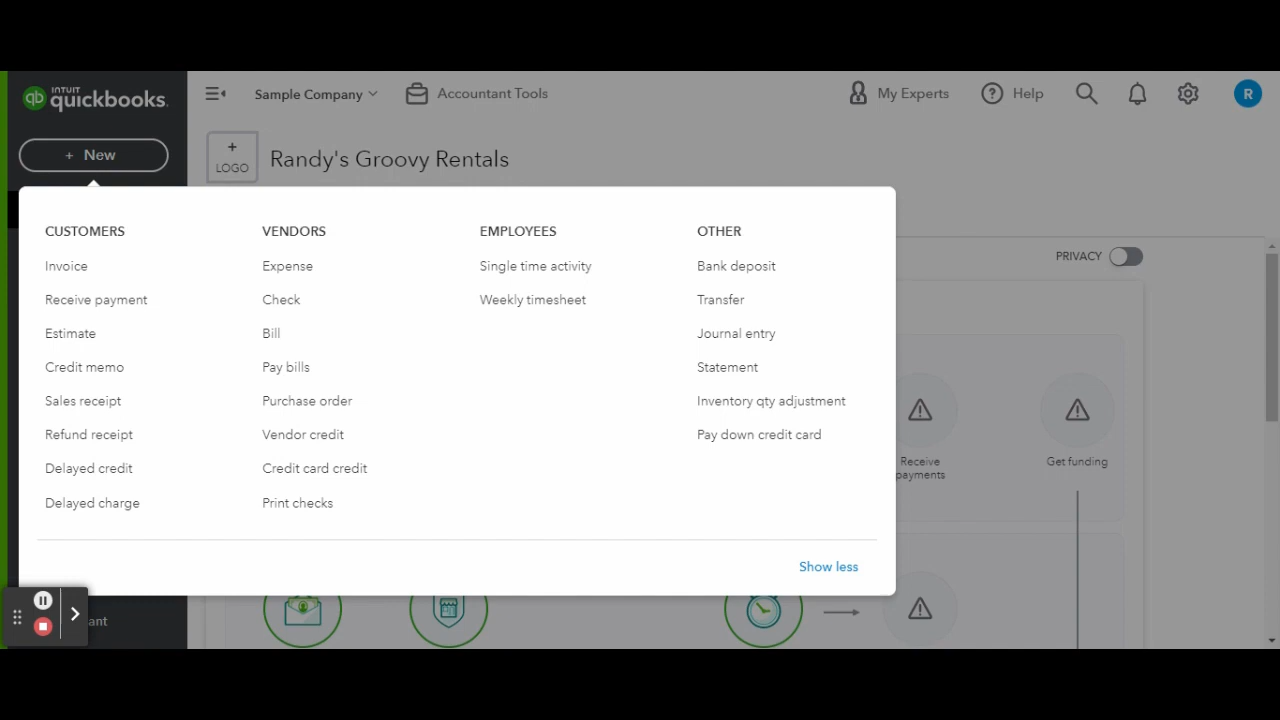 INTUIT
quickbooks.
Sample Company
Accountant Tools
My Experts
Help
R
+ New
+
LOGO
Randy's Groovy Rentals
CUSTOMERS
Invoice
Receive payment
Estimate
Credit memo
Sales receipt
Refund receipt
Delayed credit
Delayed charge
VENDORS
Expense
Check
Bill
Pay bills
Purchase order
Vendor credit
Credit card credit
Print checks
EMPLOYEES
Single time activity
Weekly timesheet
OTHER
Bank deposit
Transfer
Journal entry
Statement
Inventory qty adjustment
Pay down credit card
Show less
PRIVACY
Receive
payments
Get funding
ant